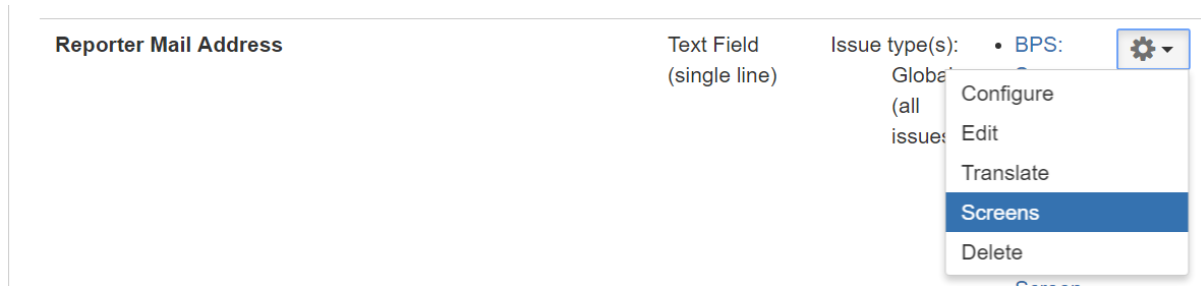 Reporter Mail Address
Text Field
(single line)
Issue type(s):
Global
(all
issues
BPS:
Configure
Edit
Translate
Screens
Delete